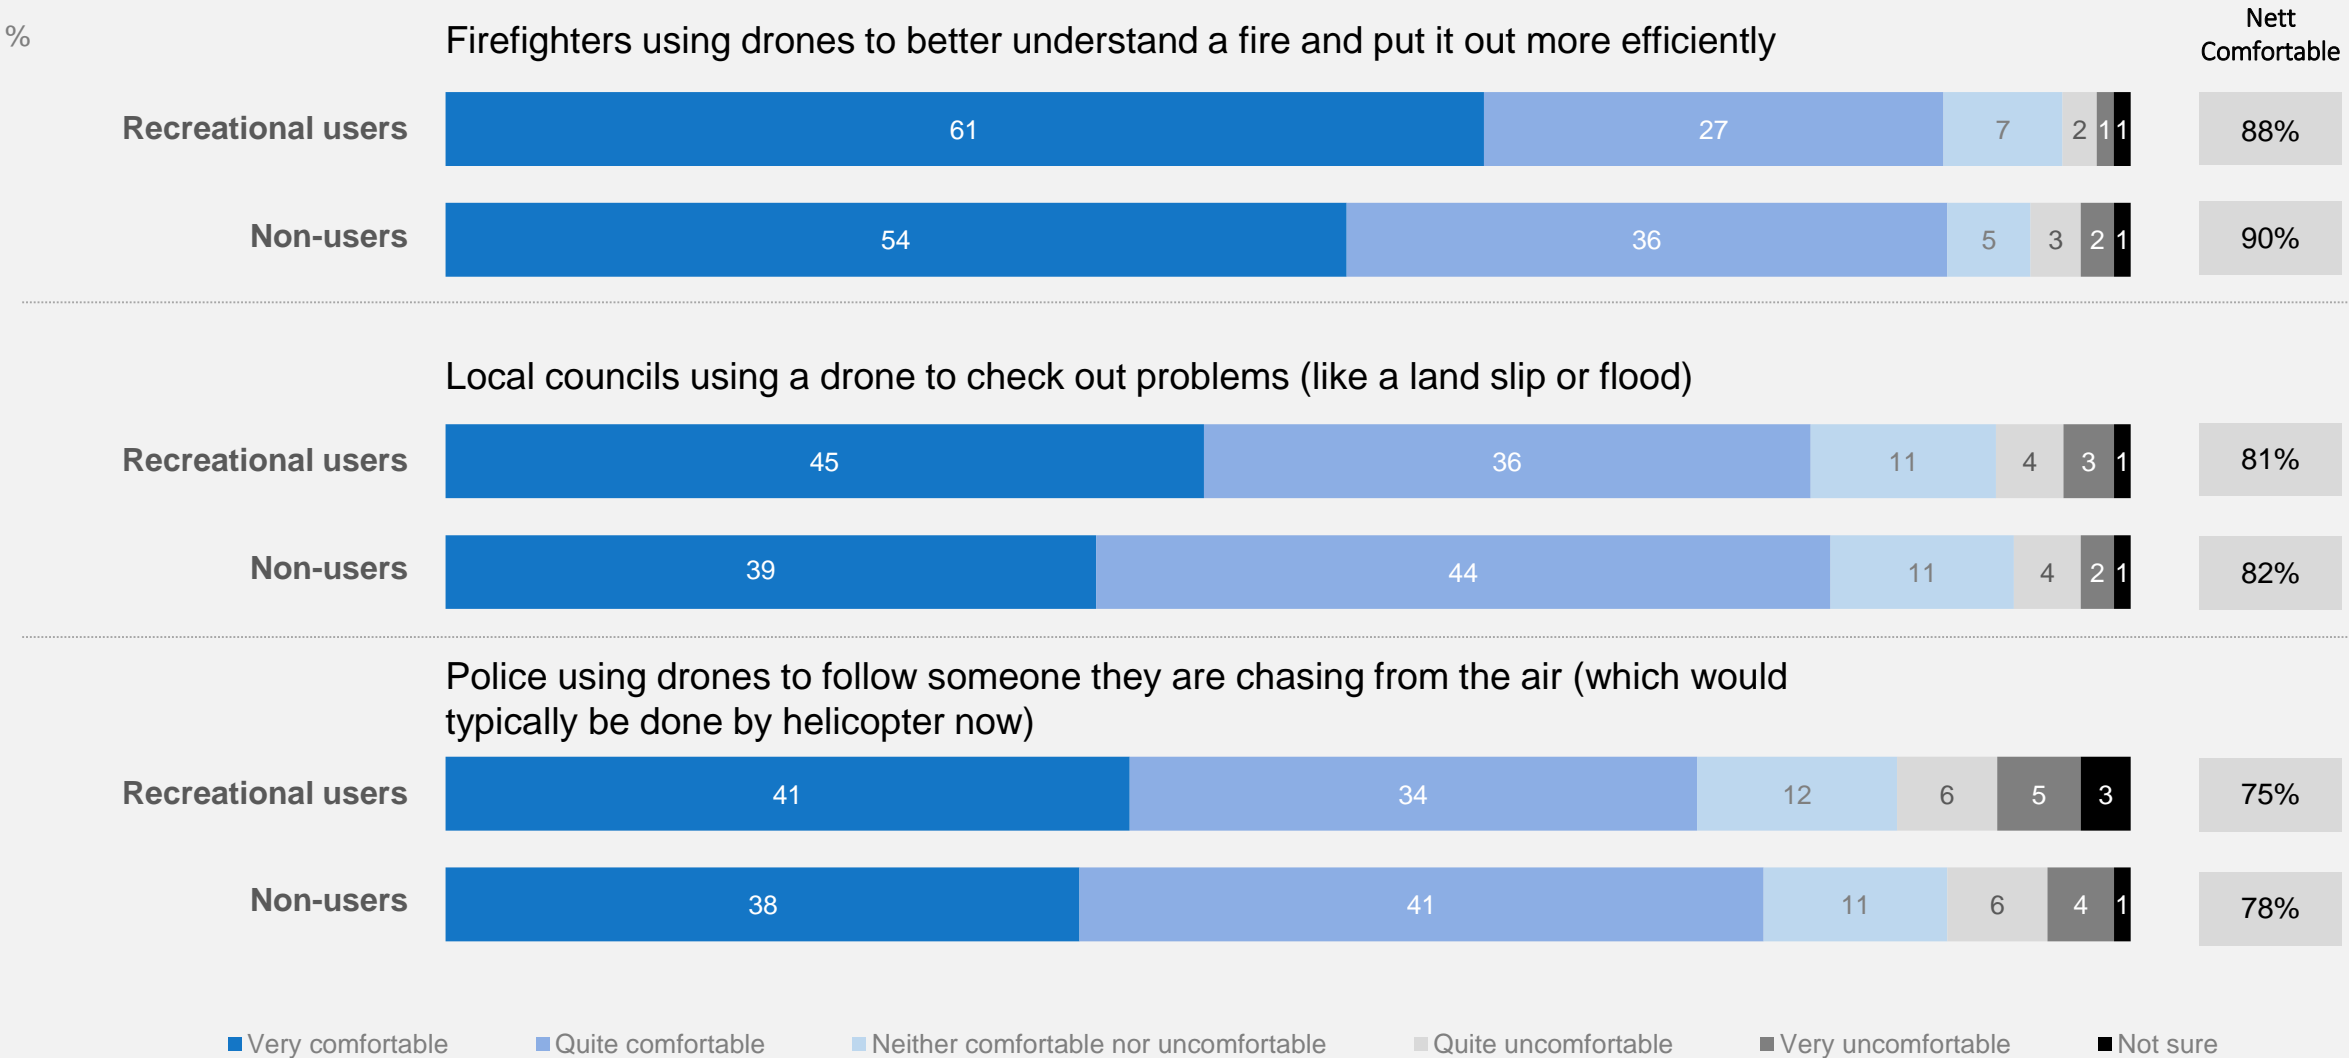 %
Firefighters using drones to better understand a fire and put it out more efficiently
Nett
Comfortable
Recreational users
61 27 7 2 1 1
88%
Non-users
54 36 5 3 2 1
90%
Local councils using a drone to check out problems (like a land slip or flood)
Recreational users
45 36 11 4 3 1
81%
Non-users
39 44 11 4 2 1
82%
Police using drones to follow someone they are chasing from the air (which would
typically be done by helicopter now)
Recreational users
41 34 12 6 5 3
75%
Non-users
38 41 11 6 4 1
78%
Very comfortable Quite comfortable Neither comfortable nor uncomfortable Quite uncomfortable Very uncomfortable Not sure